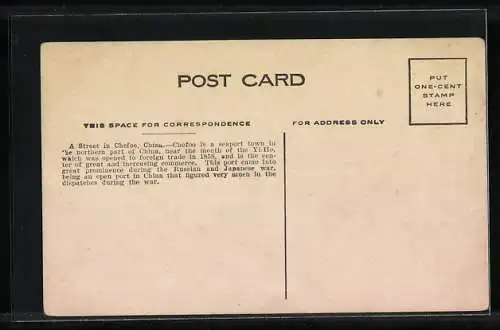 POST CARD
PUT
ONE-CENT
STAMP
HERE
THIS SPACE FOR CORRESPONDENCE
FOR ADDRESS ONLY
A Street in Chefoo, China.—Chefoo is a seaport town in
the northern part of China, near the mouth of the Yi-Ho,
which was opened to foreign trade in 1858, and is the cen-
ter of great and increasing commerce. This port came into
great prominence during the Russian and Japanese war,
being an open port in China that figured very much in the
dispatches during the war.